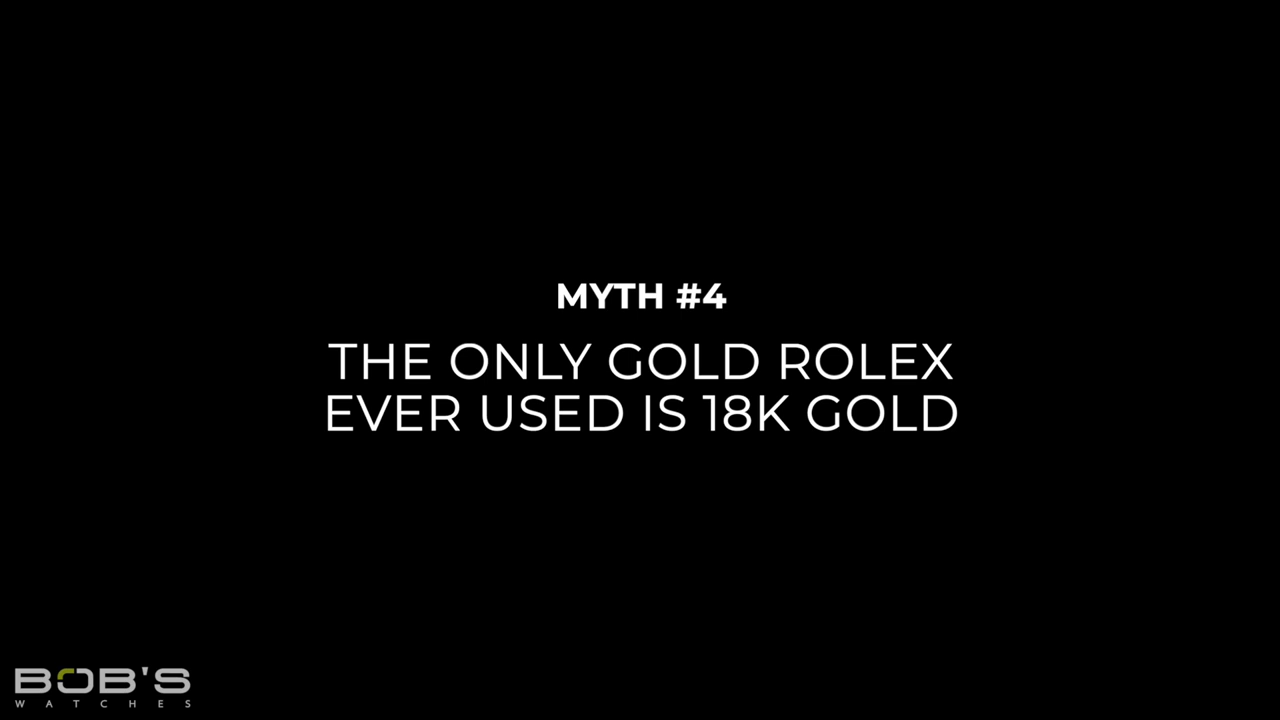 MYTH #4
THE ONLY GOLD ROLEX
EVER USED IS 18K GOLD
BOB'S
WATCHES